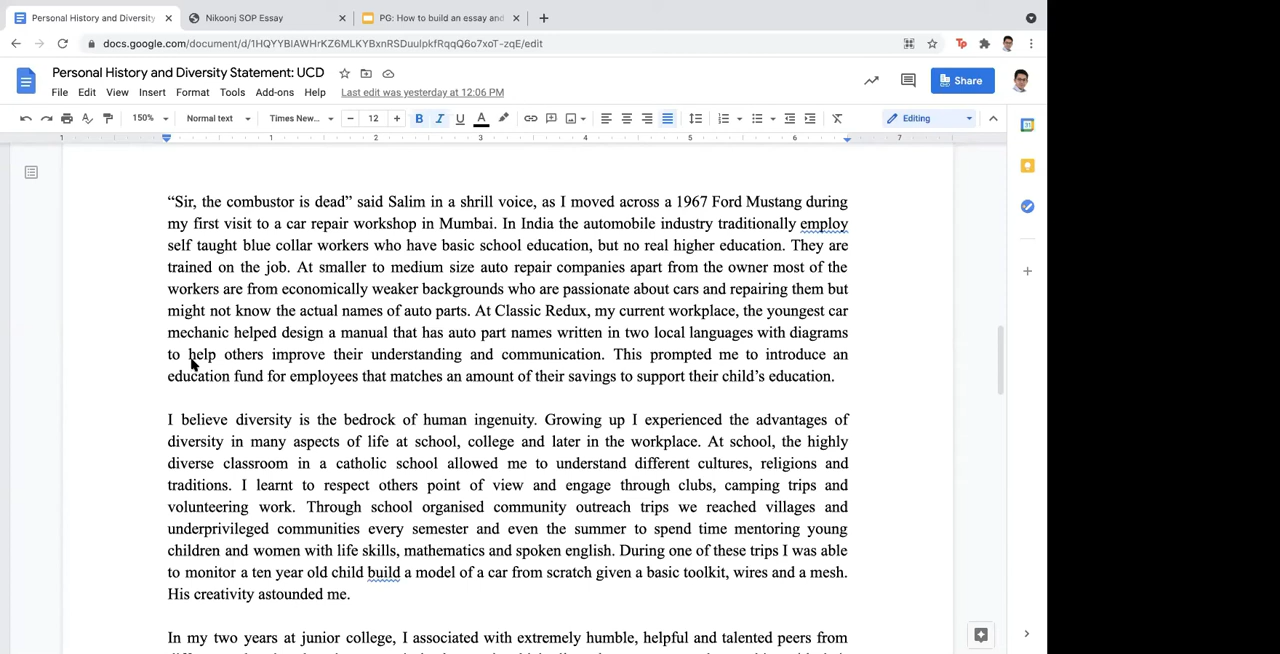 Personal History and Diversity
Nikoonj SOP Essay
PG: How to build an essay and
docs.google.com/document/d/1HQYYBlAWHrKZ6MLKYBxnRSDuulpkfRqqQ6o7xoT-zqE/edit
Personal History and Diversity Statement: UCD
Share
File Edit View Insert Format Tools Add-ons Help Last edit was yesterday at 12:06 PM
150% Normal text Times New... 12 B I U A Editing
1 1 2 3 4 5 6 7
“Sir, the combustor is dead” said Salim in a shrill voice, as I moved across a 1967 Ford Mustang during
my first visit to a car repair workshop in Mumbai. In India the automobile industry traditionally employ
self taught blue collar workers who have basic school education, but no real higher education. They are
trained on the job. At smaller to medium size auto repair companies apart from the owner most of the
workers are from economically weaker backgrounds who are passionate about cars and repairing them but
might not know the actual names of auto parts. At Classic Redux, my current workplace, the youngest car
mechanic helped design a manual that has auto part names written in two local languages with diagrams
to help others improve their understanding and communication. This prompted me to introduce an
education fund for employees that matches an amount of their savings to support their child’s education.
I believe diversity is the bedrock of human ingenuity. Growing up I experienced the advantages of
diversity in many aspects of life at school, college and later in the workplace. At school, the highly
diverse classroom in a catholic school allowed me to understand different cultures, religions and
traditions. I learnt to respect others point of view and engage through clubs, camping trips and
volunteering work. Through school organised community outreach trips we reached villages and
underprivileged communities every semester and even the summer to spend time mentoring young
children and women with life skills, mathematics and spoken english. During one of these trips I was able
to monitor a ten year old child build a model of a car from scratch given a basic toolkit, wires and a mesh.
His creativity astounded me.
In my two years at junior college, I associated with extremely humble, helpful and talented peers from